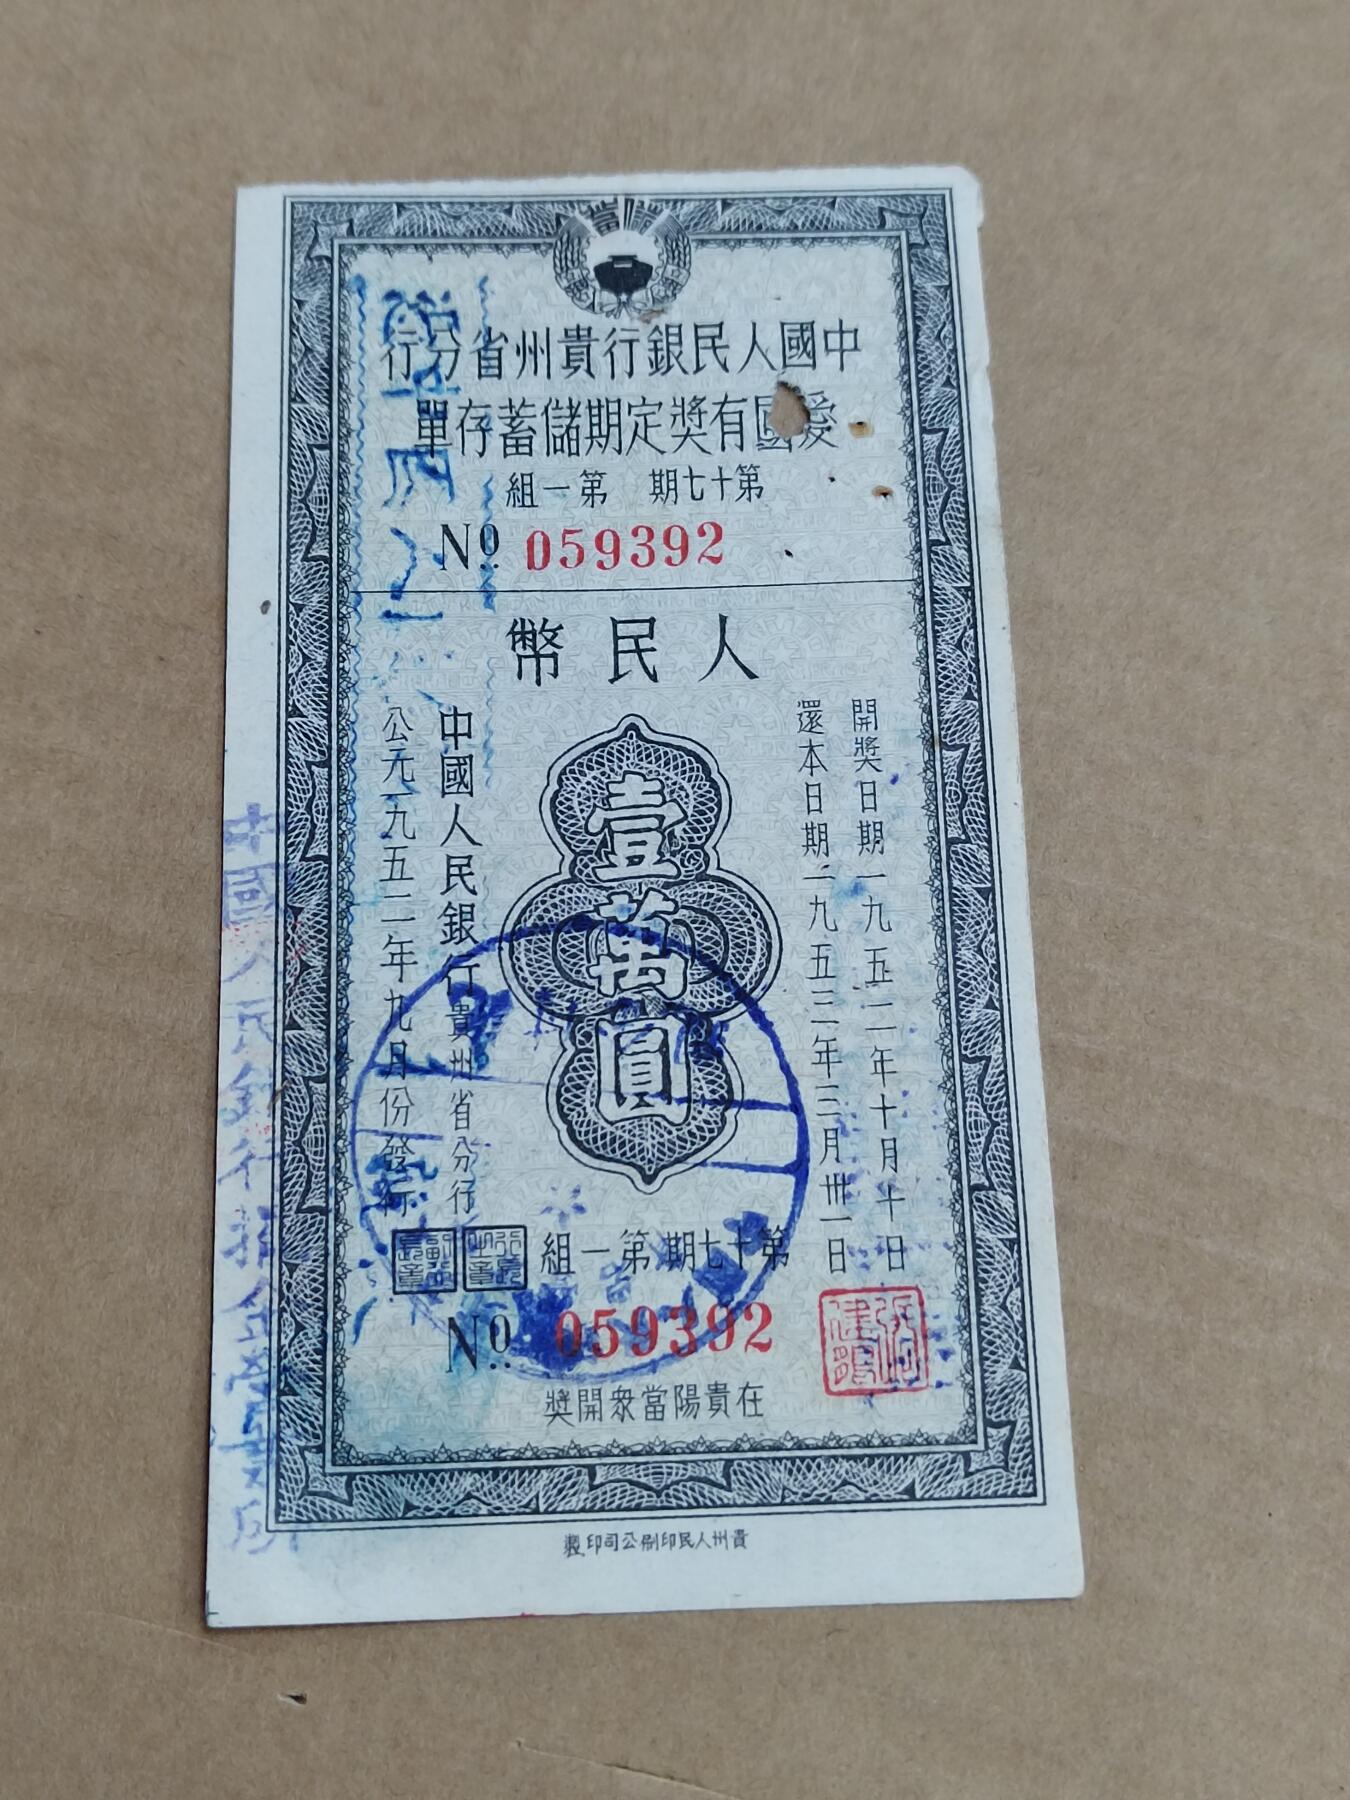 中國人民銀行貴州省分行
愛國有獎定期儲蓄存單
第十七期 第一組
No. 059392
人民幣
開獎日期一九五二年十月十日
還本日期一九五三年三月卅一日
壹萬圓
中國人民銀行貴州省分行
公元一九五二年九月份發行
第十七期第一組
No. 059392
在貴陽當衆開獎
貴州人民印刷公司印製